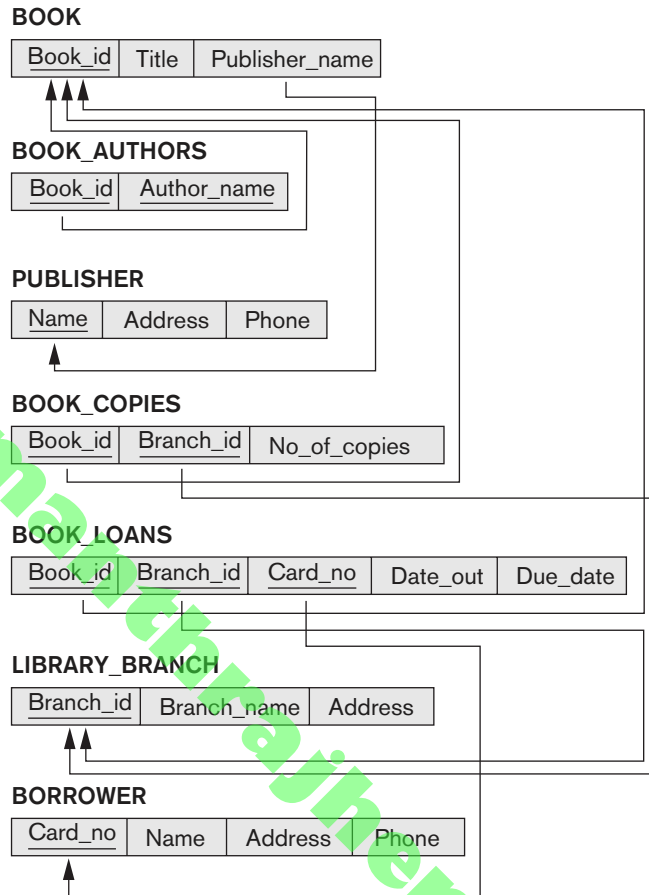 BOOK
Book_id Title Publisher_name
BOOK_AUTHORS
Book_id Author_name
PUBLISHER
Name Address Phone
BOOK_COPIES
Book_id Branch_id No_of_copies
BOOK_LOANS
Book_id Branch_id Card_no Date_out Due_date
LIBRARY_BRANCH
Branch_id Branch_name Address
BORROWER
Card_no Name Address Phone